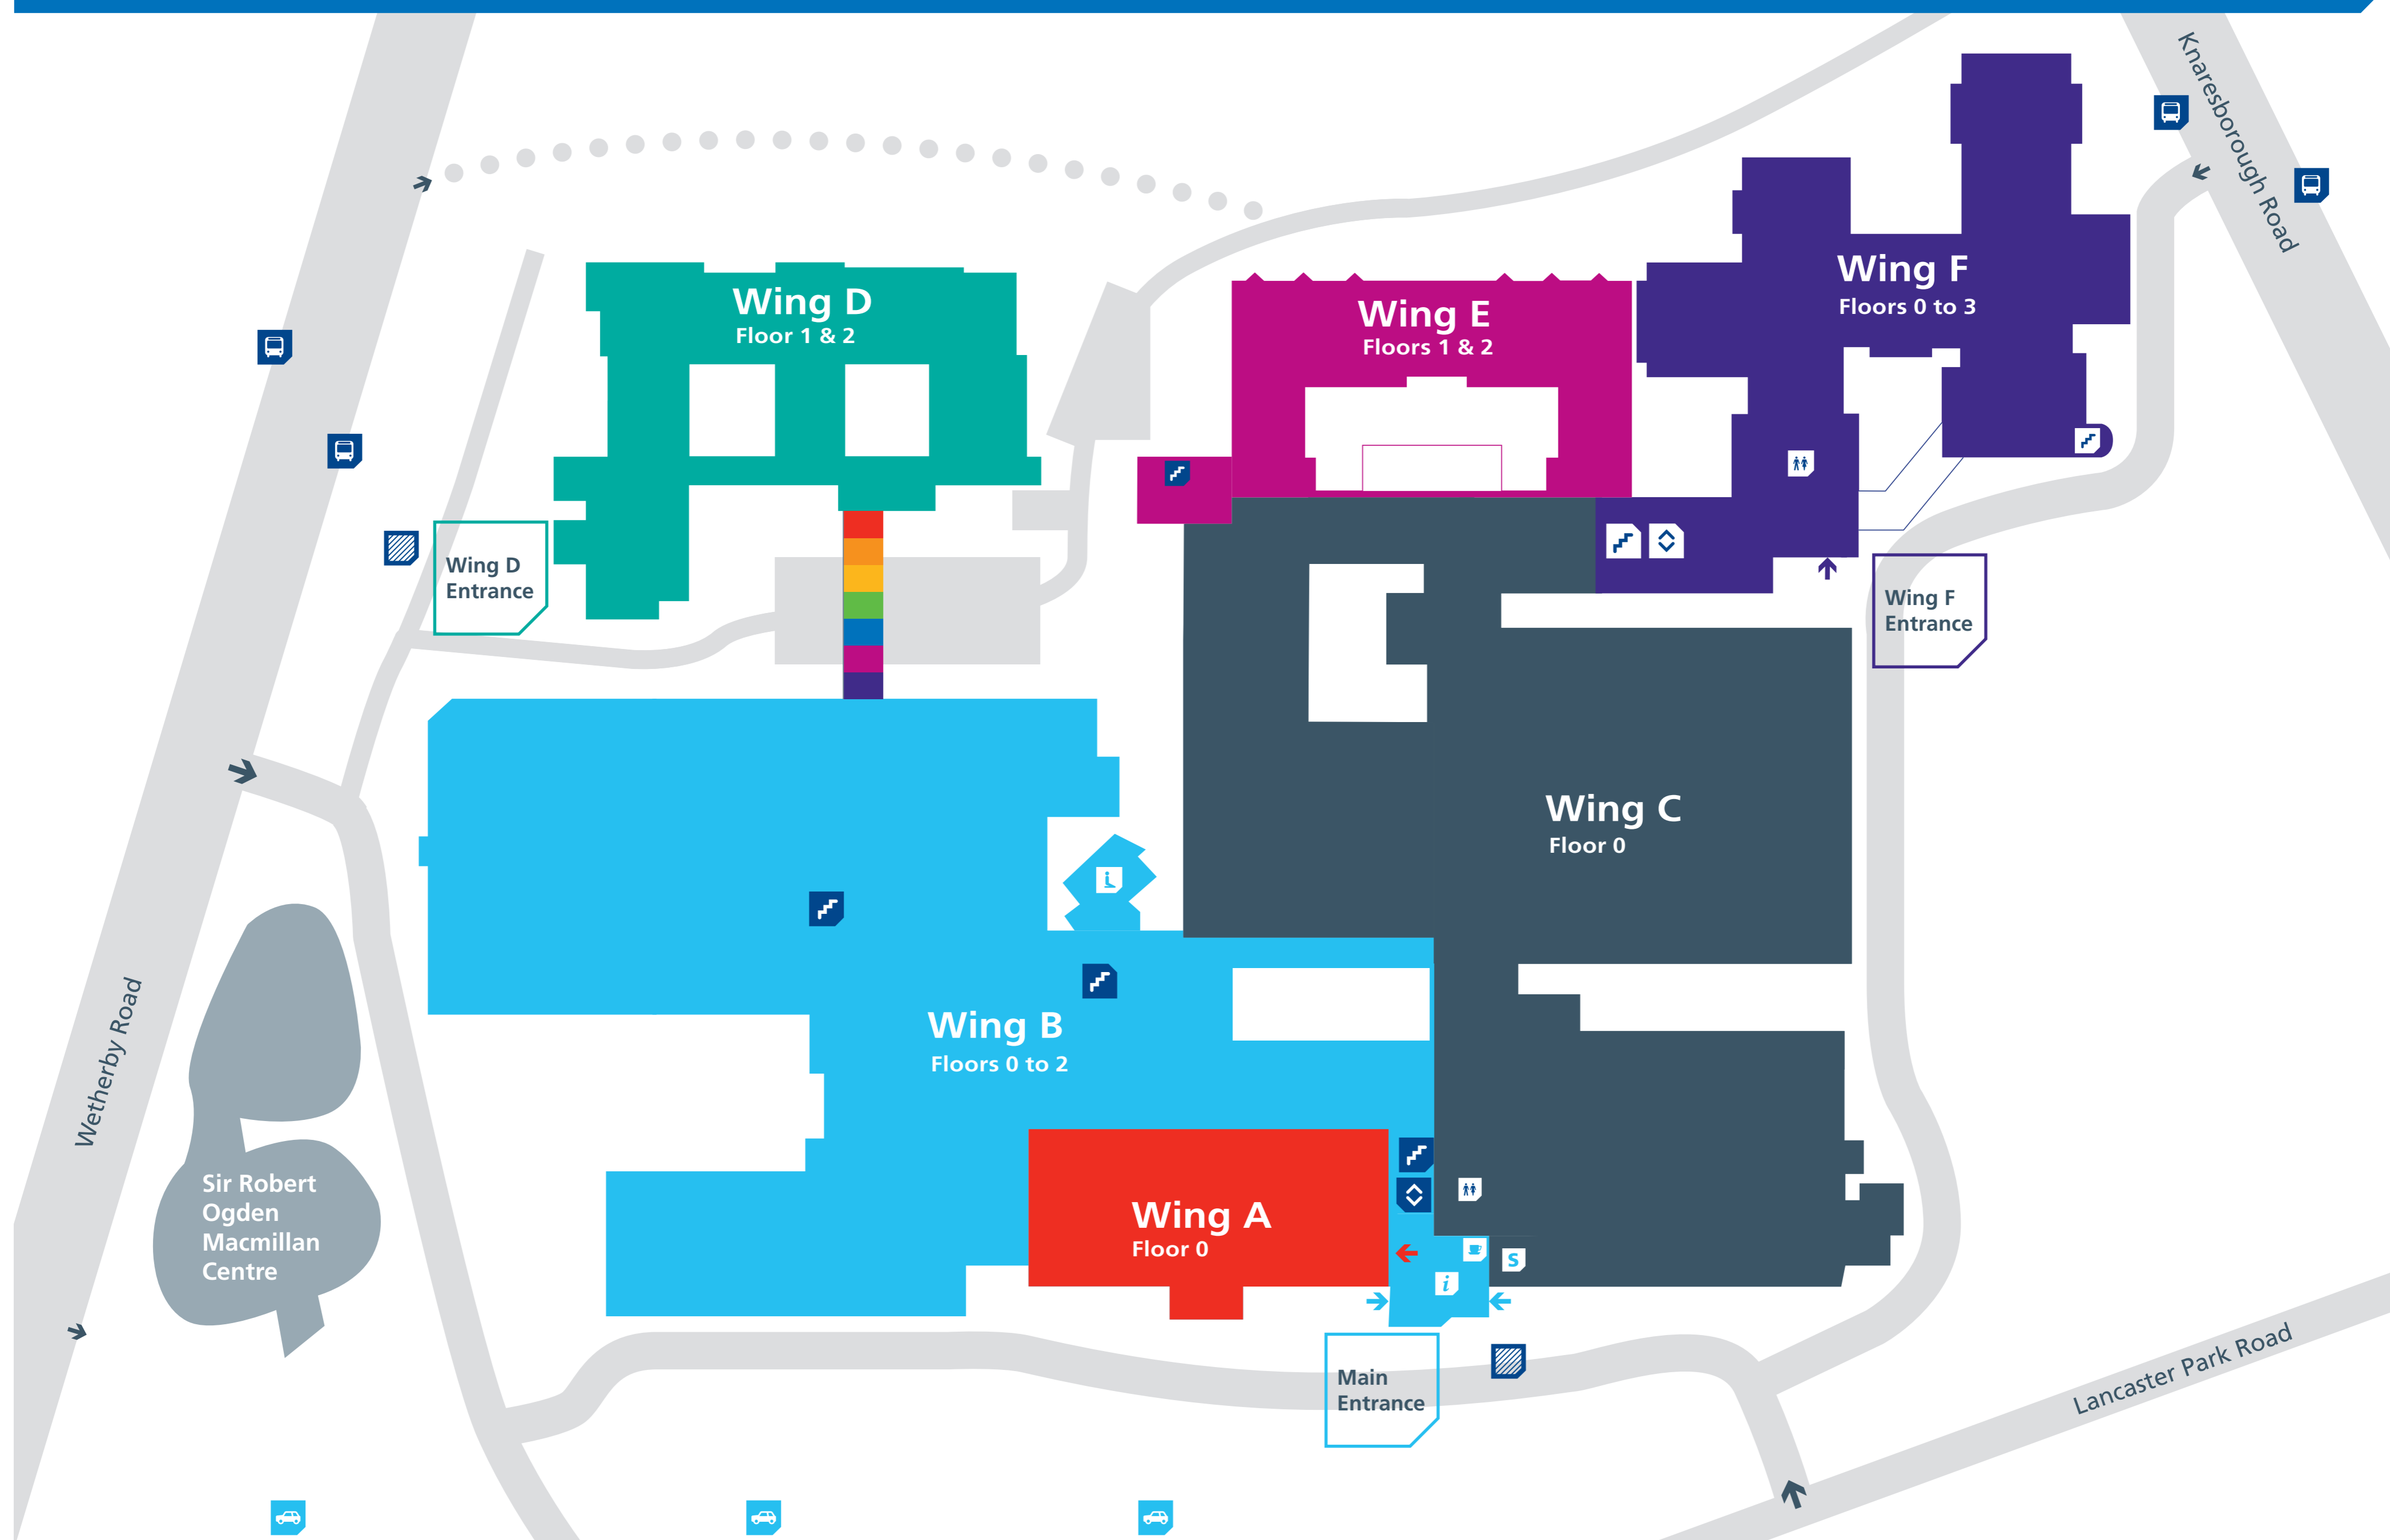 Knaresborough Road
Wing D
Floor 1 & 2
Wing E
Floors 1 & 2
Wing F
Floors 0 to 3
Wing D
Entrance
Wing F
Entrance
Wing C
Floor 0
Wing B
Floors 0 to 2
Wetherby Road
Sir Robert
Ogden
Macmillan
Centre
Wing A
Floor 0
S
i
Main
Entrance
Lancaster Park Road